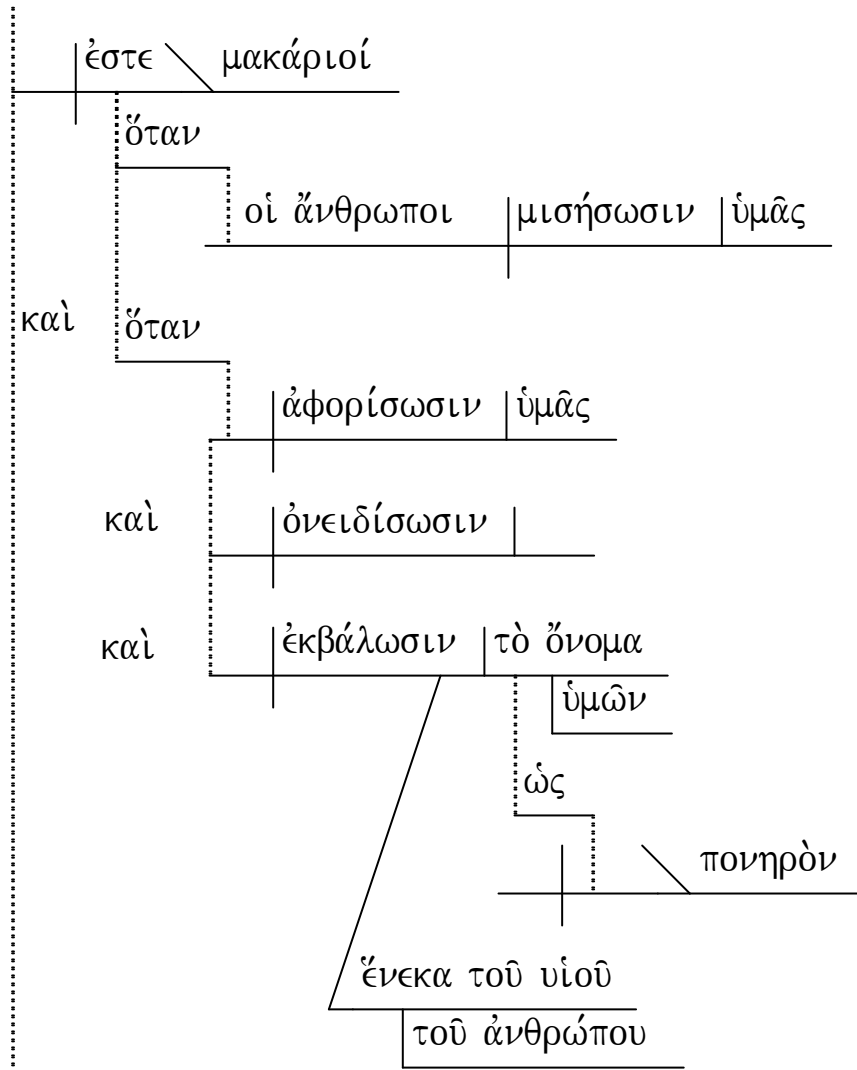 ἐστε μακάριοί
ὅταν
οἱ ἄνθρωποι μισήσωσιν ὑμᾶς
καὶ ὅταν
ἀφορίσωσιν ὑμᾶς
καὶ ὀνειδίσωσιν
καὶ ἐκβάλωσιν τὸ ὄνομα
ὑμῶν
ὡς
πονηρὸν
ἕνεκα τοῦ υἱοῦ
τοῦ ἀνθρώπου